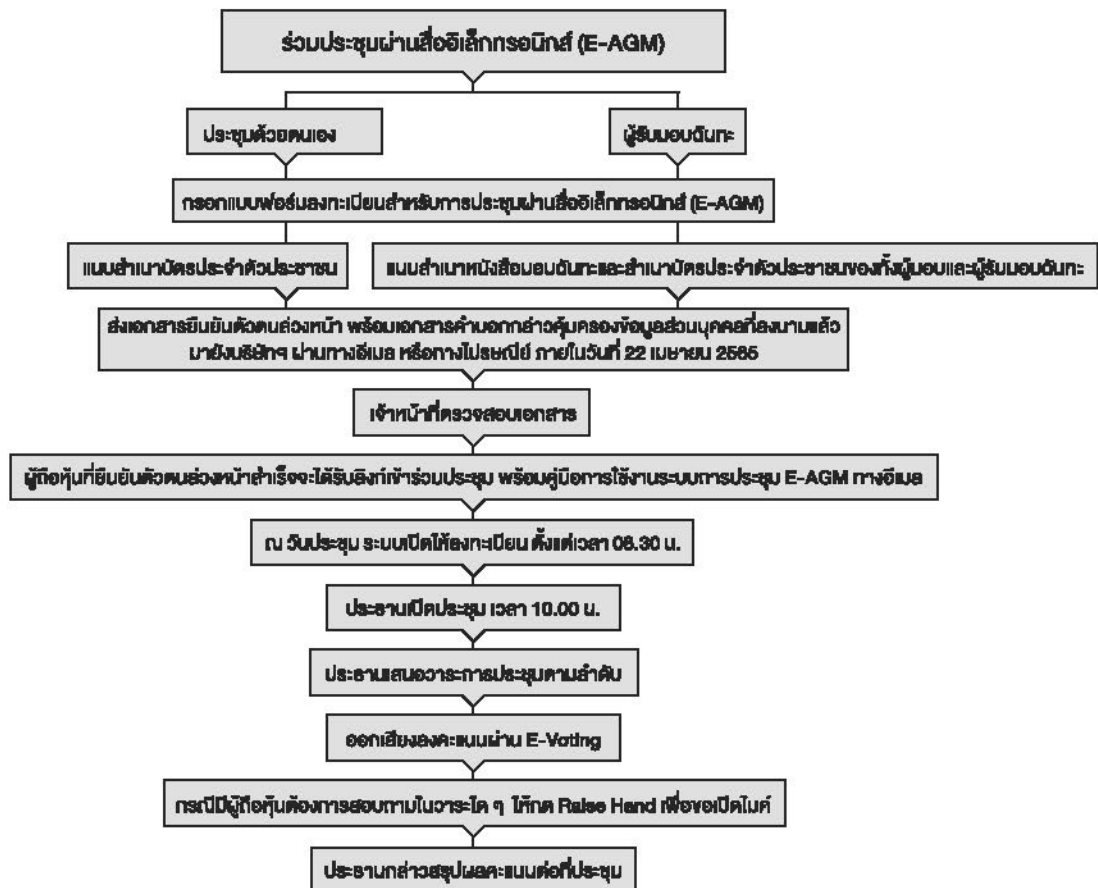 ร่วมประชุมผ่านสื่ออิเล็กทรอนิกส์ (E-AGM)
ประชุมด้วยตนเอง
ผู้รับมอบฉันทะ
กรอกแบบฟอร์มลงทะเบียนสำหรับการประชุมผ่านสื่ออิเล็กทรอนิกส์ (E-AGM)
แนบสำเนาบัตรประจำตัวประชาชน
แนบสำเนาหนังสือมอบฉันทะและสำเนาบัตรประจำตัวประชาชนของทั้งผู้มอบและผู้รับมอบฉันทะ
ส่งเอกสารยืนยันตัวตนล่วงหน้า พร้อมเอกสารคำบอกกล่าวคุ้มครองข้อมูลส่วนบุคคลที่ลงนามแล้ว
มายังบริษัทฯ ผ่านทางอีเมล หรือทางไปรษณีย์ ภายในวันที่ 22 เมษายน 2565
เจ้าหน้าที่ตรวจสอบเอกสาร
ผู้ถือหุ้นที่ยืนยันตัวตนล่วงหน้าสำเร็จจะได้รับลิงก์เข้าร่วมประชุม พร้อมคู่มือการใช้งานระบบการประชุม E-AGM ทางอีเมล
ณ วันประชุม ระบบเปิดให้ลงทะเบียน ตั้งแต่เวลา 08.30 น.
ประธานเปิดประชุม เวลา 10.00 น.
ประธานเสนอวาระการประชุมตามลำดับ
ออกเสียงลงคะแนนผ่าน E-Voting
กรณีมีผู้ถือหุ้นต้องการสอบถามในวาระใด ๆ ให้กด Raise Hand เพื่อขอเปิดไมค์
ประธานกล่าวสรุปผลคะแนนต่อที่ประชุม